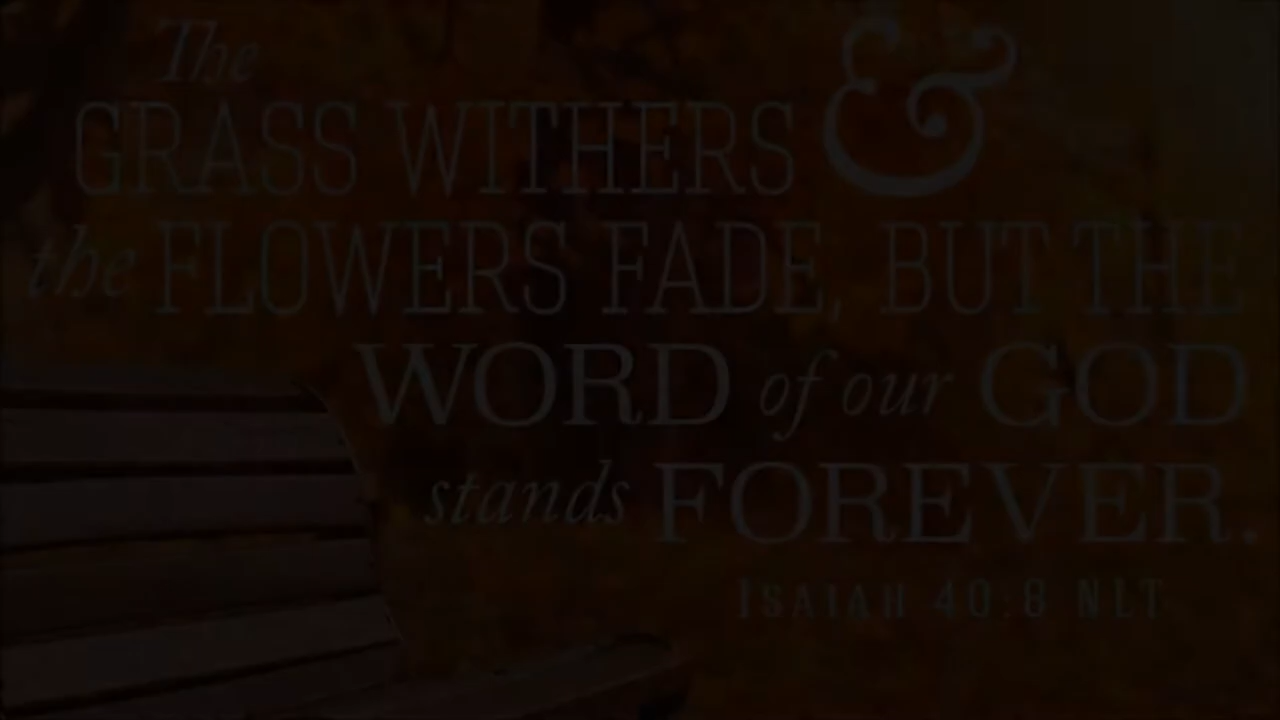 The
GRASS WITHERS &
the FLOWERS FADE, BUT THE
WORD of our GOD
stands FOREVER.
ISAIAH 40:8 NLT